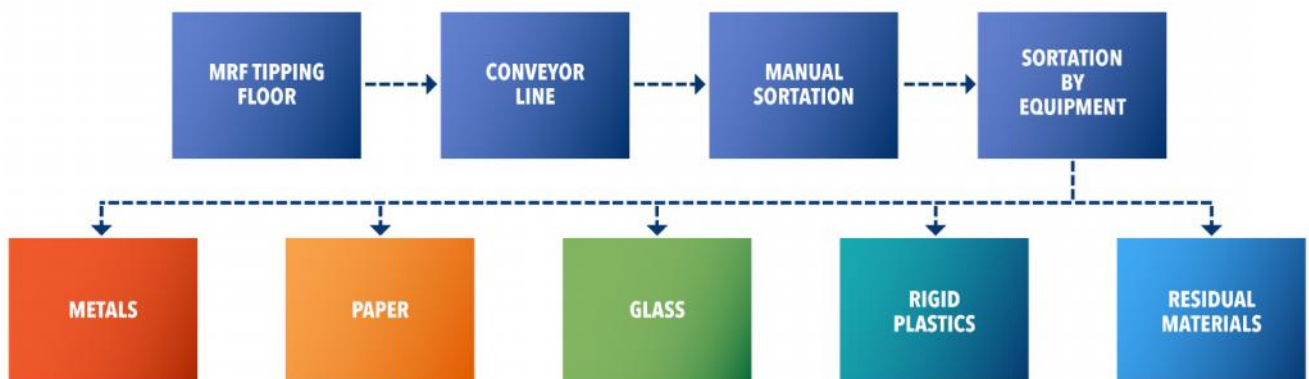 MRF TIPPING
FLOOR
CONVEYOR
LINE
MANUAL
SORTATION
SORTATION
BY
EQUIPMENT
METALS
PAPER
GLASS
RIGID
PLASTICS
RESIDUAL
MATERIALS